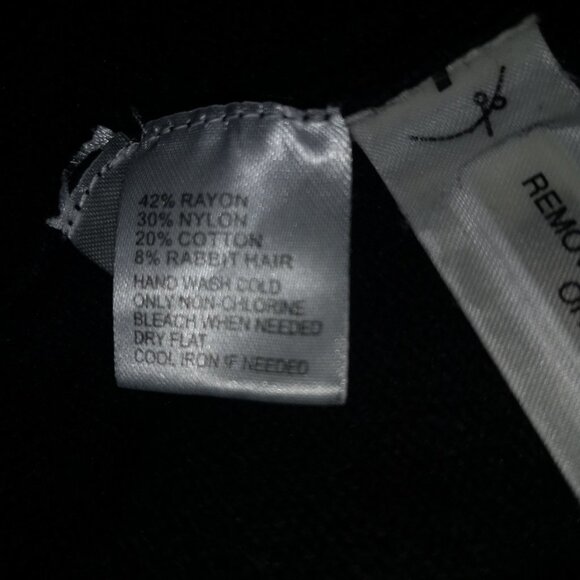 42% RAYON
30% NYLON
20% COTTON
8% RABBIT HAIR
HAND WASH COLD
ONLY NON-CHLORINE
BLEACH WHEN NEEDED
DRY FLAT
COOL IRON IF NEEDED
REMOV